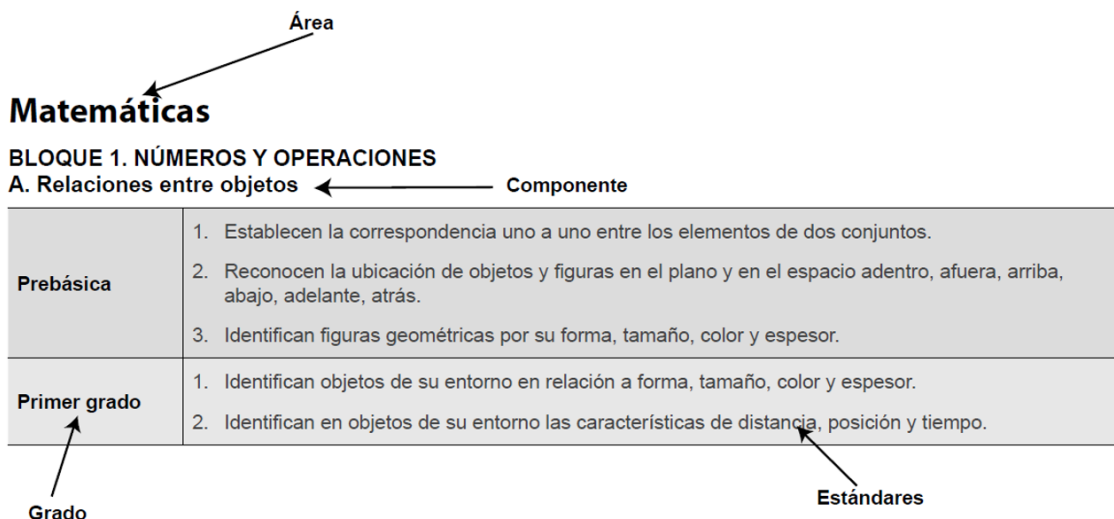 Área
Matemáticas
BLOQUE 1. NÚMEROS Y OPERACIONES
A. Relaciones entre objetos
Componente
Prebásica
1. Establecen la correspondencia uno a uno entre los elementos de dos conjuntos.
2. Reconocen la ubicación de objetos y figuras en el plano y en el espacio adentro, afuera, arriba,
abajo, adelante, atrás.
3. Identifican figuras geométricas por su forma, tamaño, color y espesor.
Primer grado
1. Identifican objetos de su entorno en relación a forma, tamaño, color y espesor.
2. Identifican en objetos de su entorno las características de distancia, posición y tiempo.
Grado
Estándares